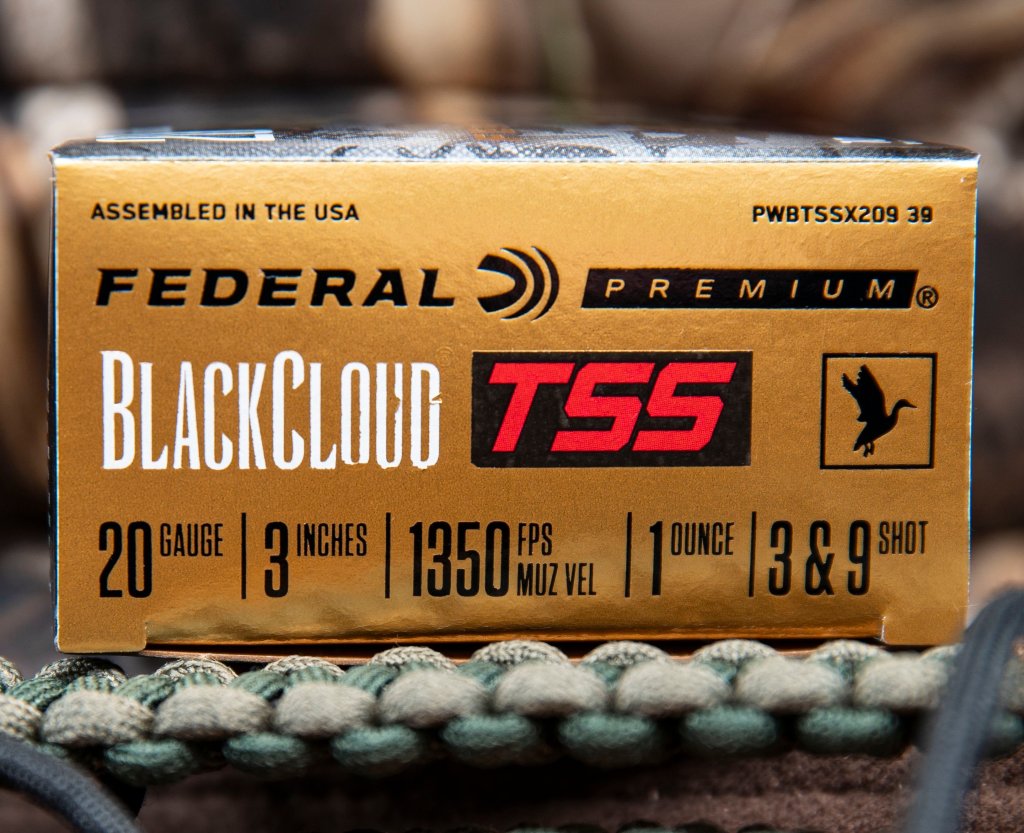 ASSEMBLED IN THE USA PWBTSSX209 39
FEDERAL PREMIUM®
BLACKCLOUD TSS
20 GAUGE | 3 INCHES | 1350 FPS MUZ VEL | 1 OUNCE | 3 & 9 SHOT